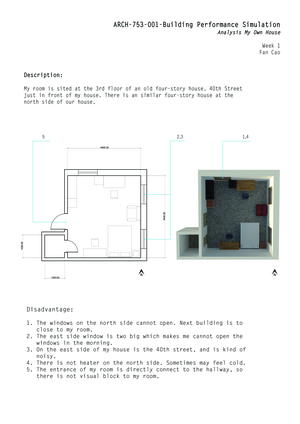 ARCH-753-001-Building Performance Simulation
Analysis My Own House
Week 1
Fan Cao
Description:
My room is sited at the 3rd floor of an old four-story house. 40th Street
just in front of my house. There is an similar four-story house at the
north side of our house.
5
2,3
1,4
Disadvantage:
1. The windows on the north side cannot open. Next building is to
close to my room.
2. The east side window is two big which makes me cannot open the
windows in the morning.
3. On the east side of my house is the 40th street, and is kind of
noisy.
4. There is not heater on the north side. Sometimes may feel cold.
5. The entrance of my room is directly connect to the hallway, so
there is not visual block to my room.